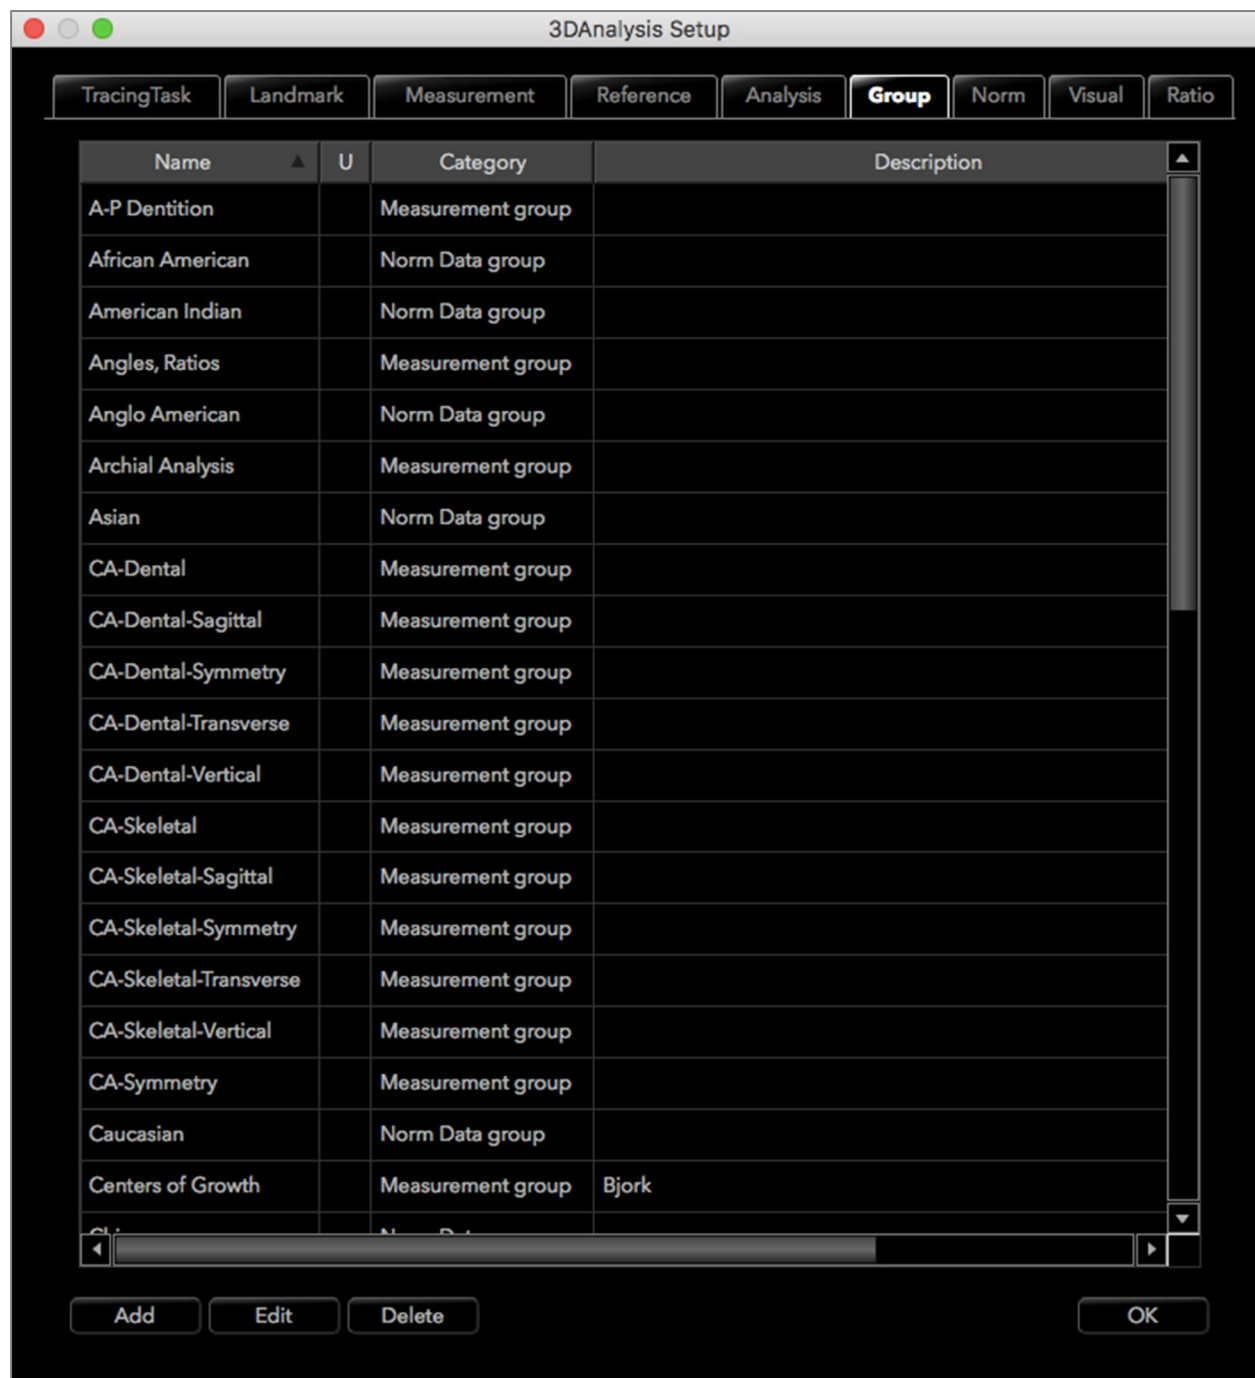 3DAnalysis Setup
TracingTask Landmark Measurement Reference Analysis Group Norm Visual Ratio
Name U Category Description
A-P Dentition Measurement group
African American Norm Data group
American Indian Norm Data group
Angles, Ratios Measurement group
Anglo American Norm Data group
Archial Analysis Measurement group
Asian Norm Data group
CA-Dental Measurement group
CA-Dental-Sagittal Measurement group
CA-Dental-Symmetry Measurement group
CA-Dental-Transverse Measurement group
CA-Dental-Vertical Measurement group
CA-Skeletal Measurement group
CA-Skeletal-Sagittal Measurement group
CA-Skeletal-Symmetry Measurement group
CA-Skeletal-Transverse Measurement group
CA-Skeletal-Vertical Measurement group
CA-Symmetry Measurement group
Caucasian Norm Data group
Centers of Growth Measurement group Bjork
Add Edit Delete OK